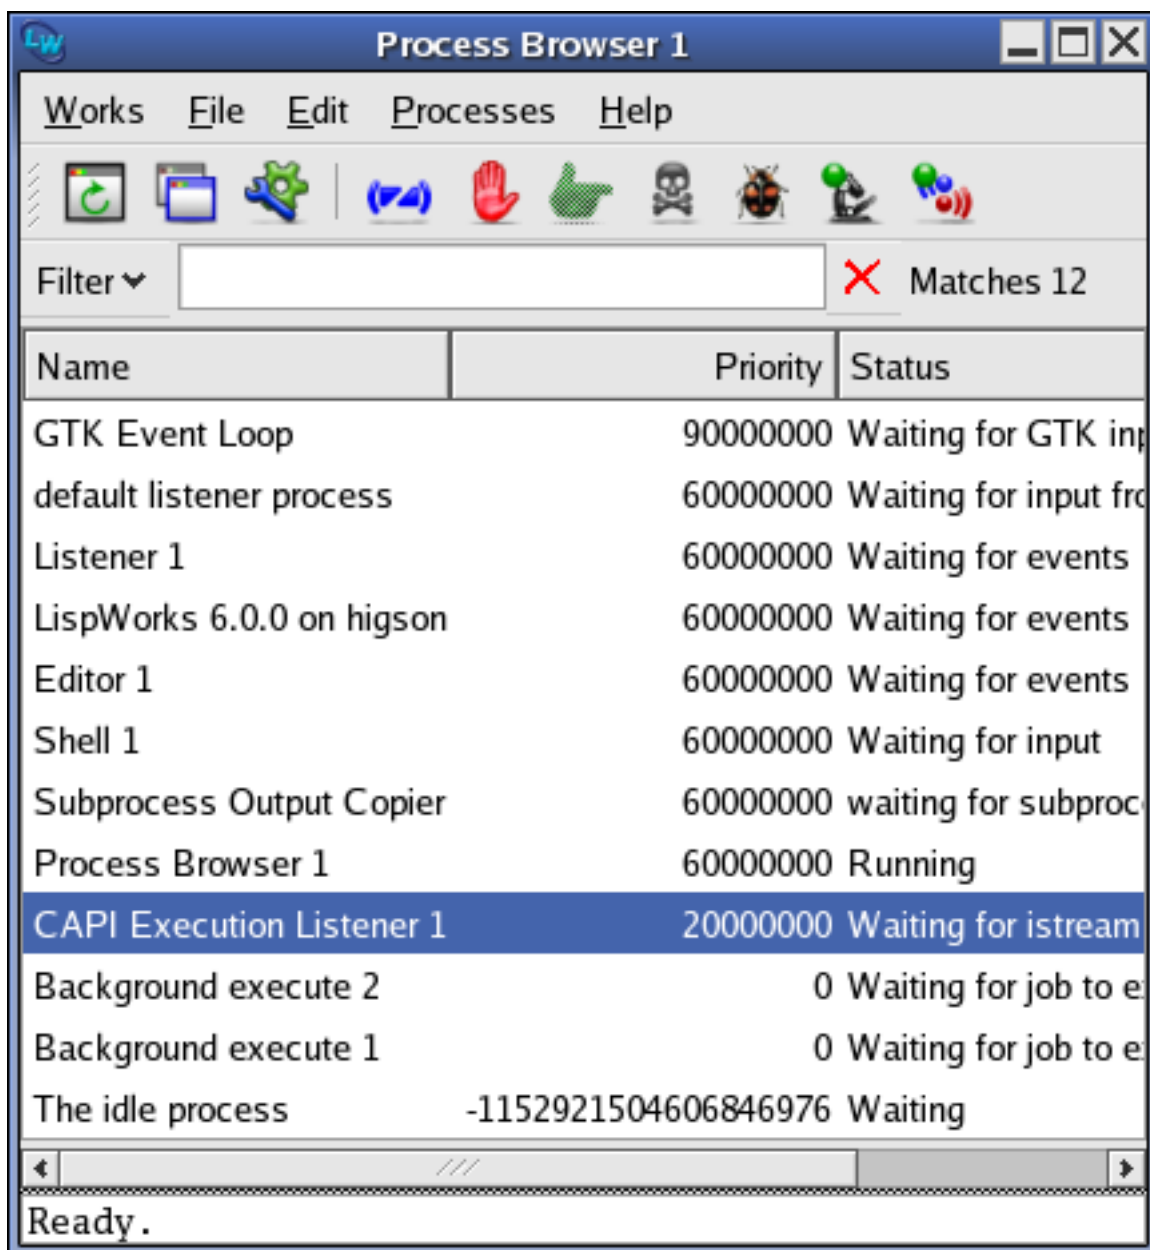 LW Process Browser 1
Works File Edit Processes Help
Filter Matches 12
Name Priority Status
GTK Event Loop 90000000 Waiting for GTK
default listener process 60000000 Waiting for input
Listener 1 60000000 Waiting for events
LispWorks 6.0.0 on higson 60000000 Waiting for events
Editor 1 60000000 Waiting for events
Shell 1 60000000 Waiting for input
Subprocess Output Copier 60000000 waiting for
Process Browser 1 60000000 Running
CAPI Execution Listener 1 20000000 Waiting for istream
Background execute 2 0 Waiting for job to
Background execute 1 0 Waiting for job to
The idle process -1152921504606846976 Waiting
Ready.